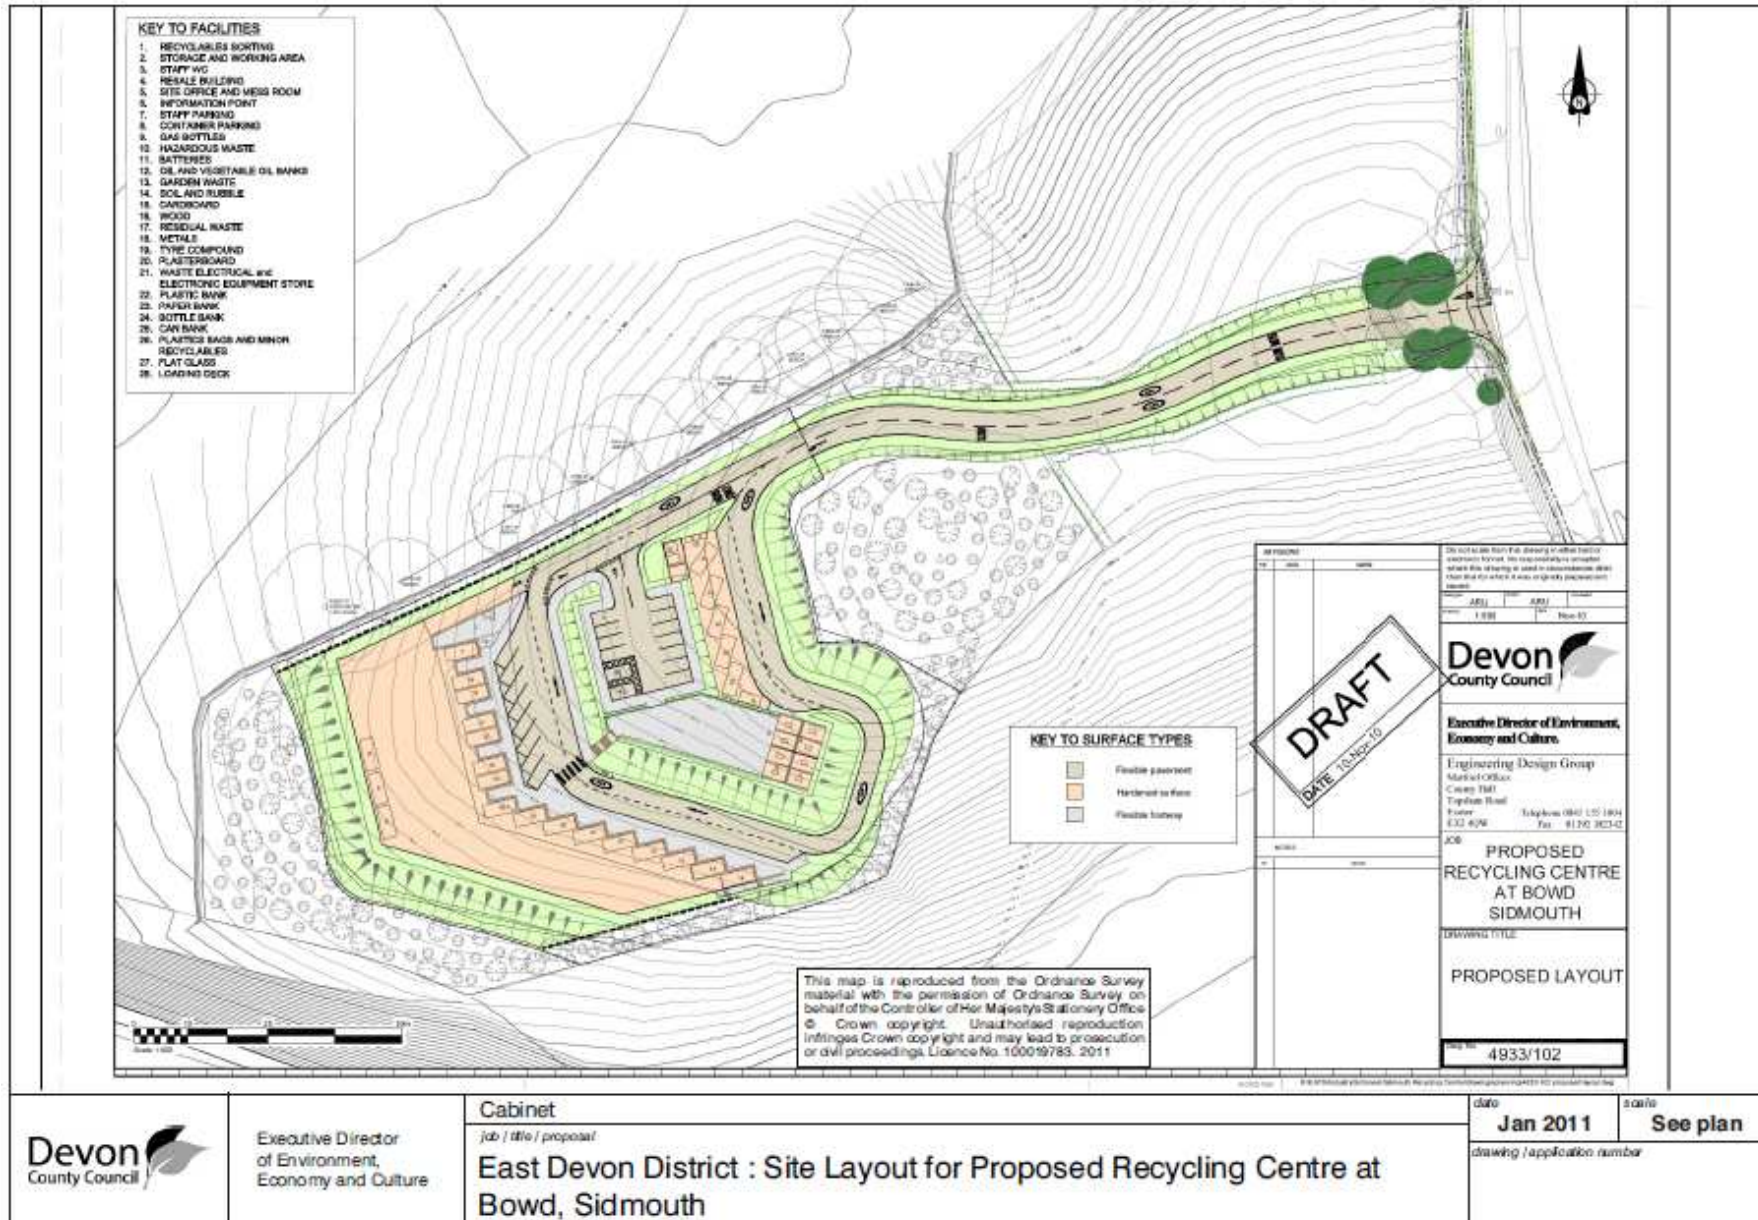 KEY TO FACILITIES
1. RECYCLABLES SORTING
2. STORAGE AND WORKING AREA
3. STAFF WC
4. RESALE BUILDING
5. SITE OFFICE AND MESS ROOM
6. INFORMATION POINT
7. STAFF PARKING
8. CONTAINER PARKING
9. GAS BOTTLES
10. HAZARDOUS WASTE
11. BATTERIES
12. OIL AND VEGETABLE OIL BANKS
13. GARDEN WASTE
14. SOIL AND RUBBLE
15. CARDBOARD
16. WOOD
17. RESIDUAL WASTE
18. METALS
19. TYRE COMPOUND
20. PLASTERBOARD
21. WASTE ELECTRICAL and
ELECTRONIC EQUIPMENT STORE
22. PLASTIC BANK
23. PAPER BANK
24. BOTTLE BANK
25. CAN BANK
26. PLASTICS BAGS AND MINOR
RECYCLABLES
27. FLAT GLASS
28. LOADING DECK
KEY TO SURFACE TYPES
Flexible pavement
Hardened surface
Flexible footway
DRAFT
DATE 10-Nov-10
Nov-10
Devon
County Council
Executive Director of Environment,
Economy and Culture.
Engineering Design Group
County Hall
Topsham Road
Exeter
JOB
PROPOSED
RECYCLING CENTRE
AT BOWD
SIDMOUTH
DRAWING TITLE
PROPOSED LAYOUT
4933/102
This map is reproduced from the Ordnance Survey
material with the permission of Ordnance Survey on
behalf of the Controller of Her Majesty's Stationery Office
© Crown copyright. Unauthorised reproduction
infringes Crown copyright and may lead to prosecution
or civil proceedings. Licence No. 100019783. 2011
Devon
County Council
Executive Director
of Environment,
Economy and Culture
Cabinet
job / title / proposal
East Devon District : Site Layout for Proposed Recycling Centre at
Bowd, Sidmouth
date
Jan 2011
scale
See plan
drawing / application number